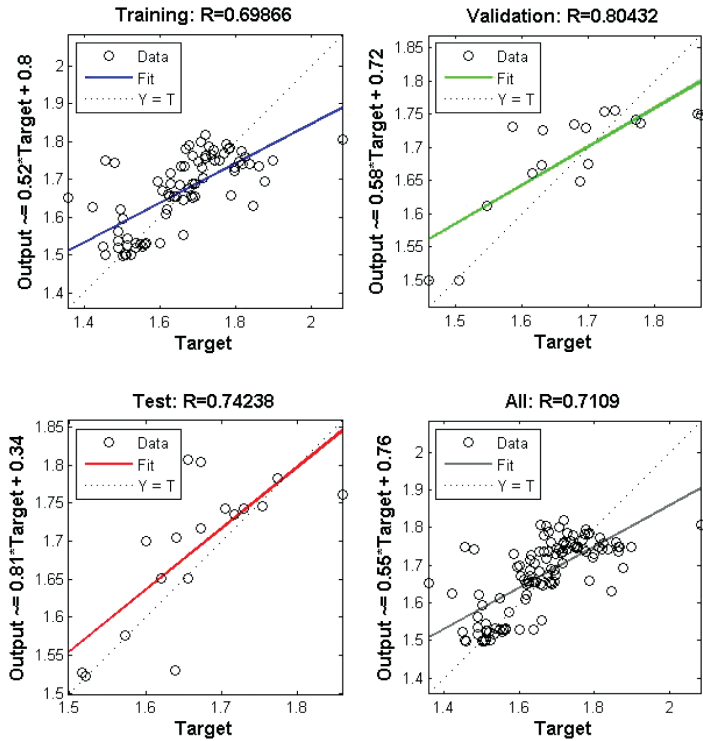 Training: R=0.69866
Output ~= 0.52*Target + 0.8
Data
Fit
Y = T
2
1.9
1.8
1.7
1.6
1.5
1.4
1.4 1.6 1.8 2
Target
Validation: R=0.80432
Output ~= 0.58*Target + 0.72
Data
Fit
Y = T
1.85
1.8
1.75
1.7
1.65
1.6
1.55
1.5
1.5 1.6 1.7 1.8
Target
Test: R=0.74238
Output ~= 0.81*Target + 0.34
Data
Fit
Y = T
1.85
1.8
1.75
1.7
1.65
1.6
1.55
1.5
1.5 1.6 1.7 1.8
Target
All: R=0.7109
Output ~= 0.55*Target + 0.76
Data
Fit
Y = T
2
1.9
1.8
1.7
1.6
1.5
1.4
1.4 1.6 1.8 2
Target